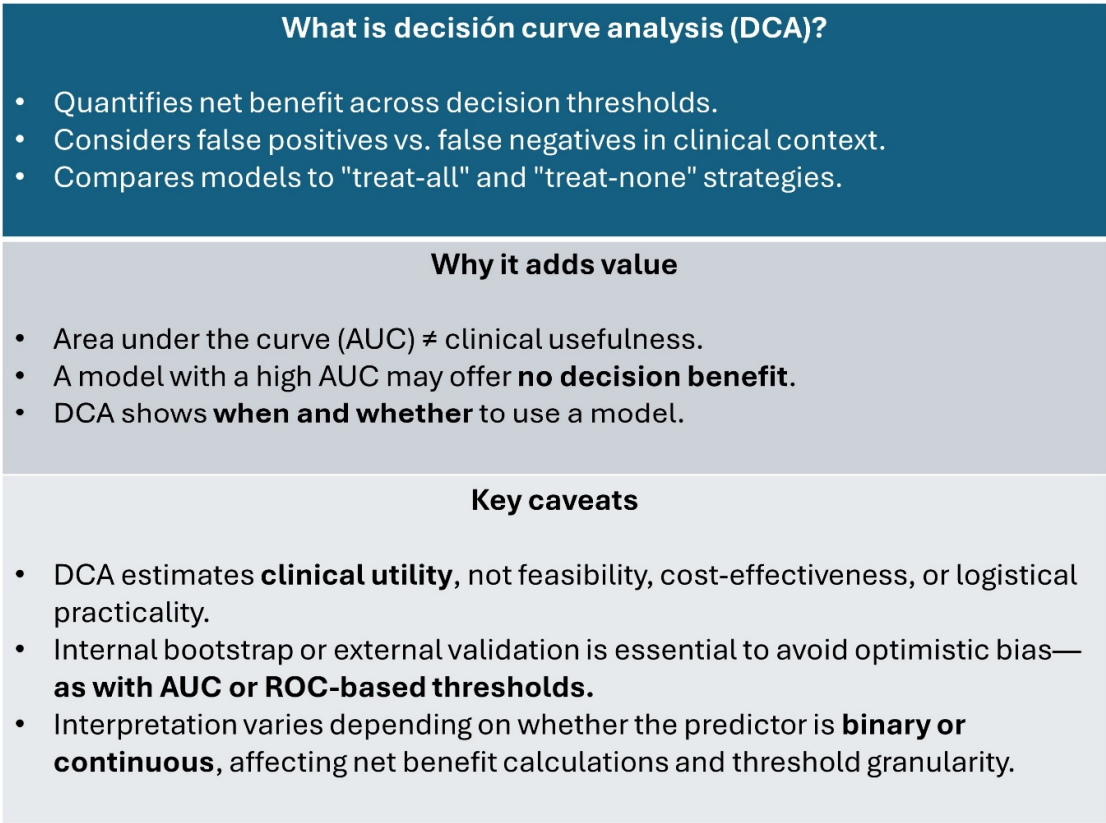 What is decisión curve analysis (DCA)?
• Quantifies net benefit across decision thresholds.
• Considers false positives vs. false negatives in clinical context.
• Compares models to "treat-all" and "treat-none" strategies.
Why it adds value
• Area under the curve (AUC) ≠ clinical usefulness.
• A model with a high AUC may offer no decision benefit.
• DCA shows when and whether to use a model.
Key caveats
• DCA estimates clinical utility, not feasibility, cost-effectiveness, or logistical
practicality.
• Internal bootstrap or external validation is essential to avoid optimistic bias—
as with AUC or ROC-based thresholds.
• Interpretation varies depending on whether the predictor is binary or
continuous, affecting net benefit calculations and threshold granularity.